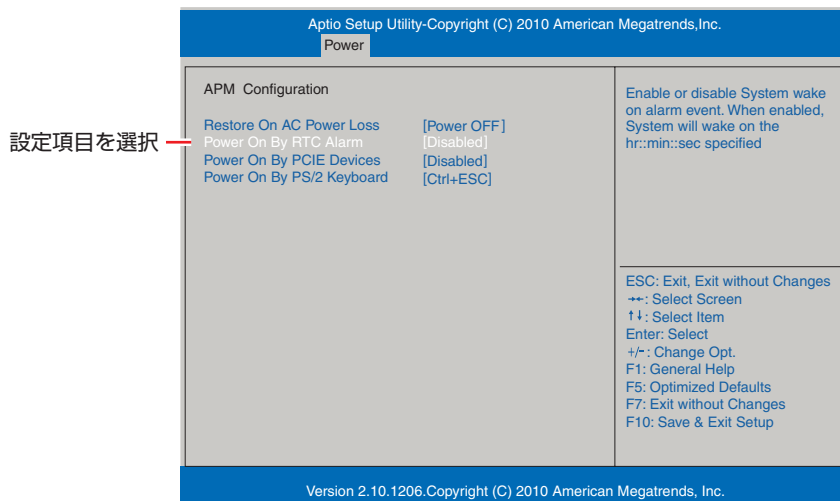 Aptio Setup Utility-Copyright (C) 2010 American Megatrends,Inc.
Power
APM Configuration
Restore On AC Power Loss [Power OFF]
設定項目を選択
Power On By RTC Alarm [Disabled]
Power On By PCIE Devices [Disabled]
Power On By PS/2 Keyboard [Ctrl+ESC]
Enable or disable System wake
on alarm event. When enabled,
System will wake on the
hr::min::sec specified
ESC: Exit, Exit without Changes
→←: Select Screen
↑↓: Select Item
Enter: Select
+/-: Change Opt.
F1: General Help
F5: Optimized Defaults
F7: Exit without Changes
F10: Save & Exit Setup
Version 2.10.1206.Copyright (C) 2010 American Megatrends, Inc.